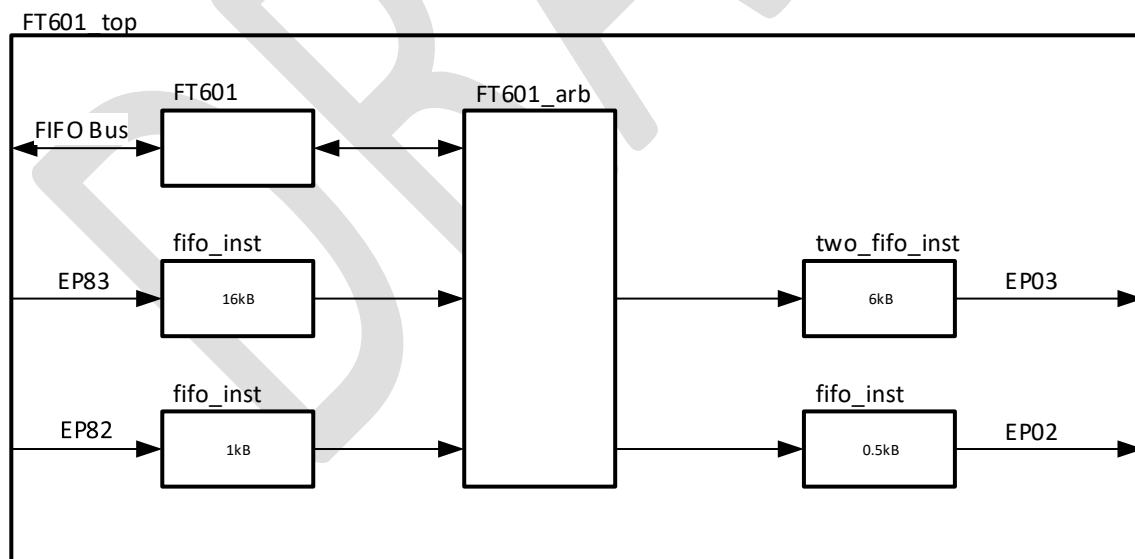 FT601_top
FT601
FT601_arb
FIFO Bus
fifo_inst
two_fifo_inst
EP83
16kB
6kB
EP03
fifo_inst
fifo_inst
EP82
1kB
0.5kB
EP02